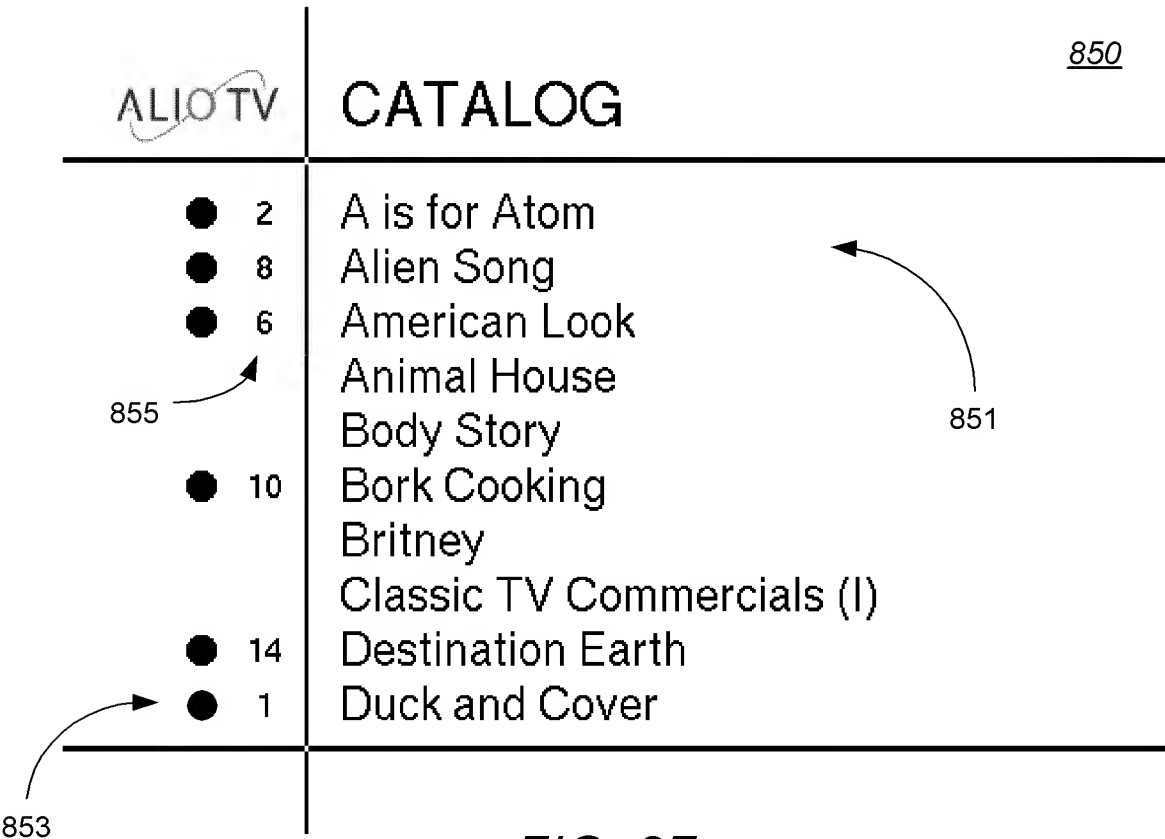 850
ALIO TV CATALOG
● 2 A is for Atom
● 8 Alien Song
● 6 American Look
Animal House
855
Body Story
851
● 10 Bork Cooking
Britney
Classic TV Commercials (I)
● 14 Destination Earth
● 1 Duck and Cover
853